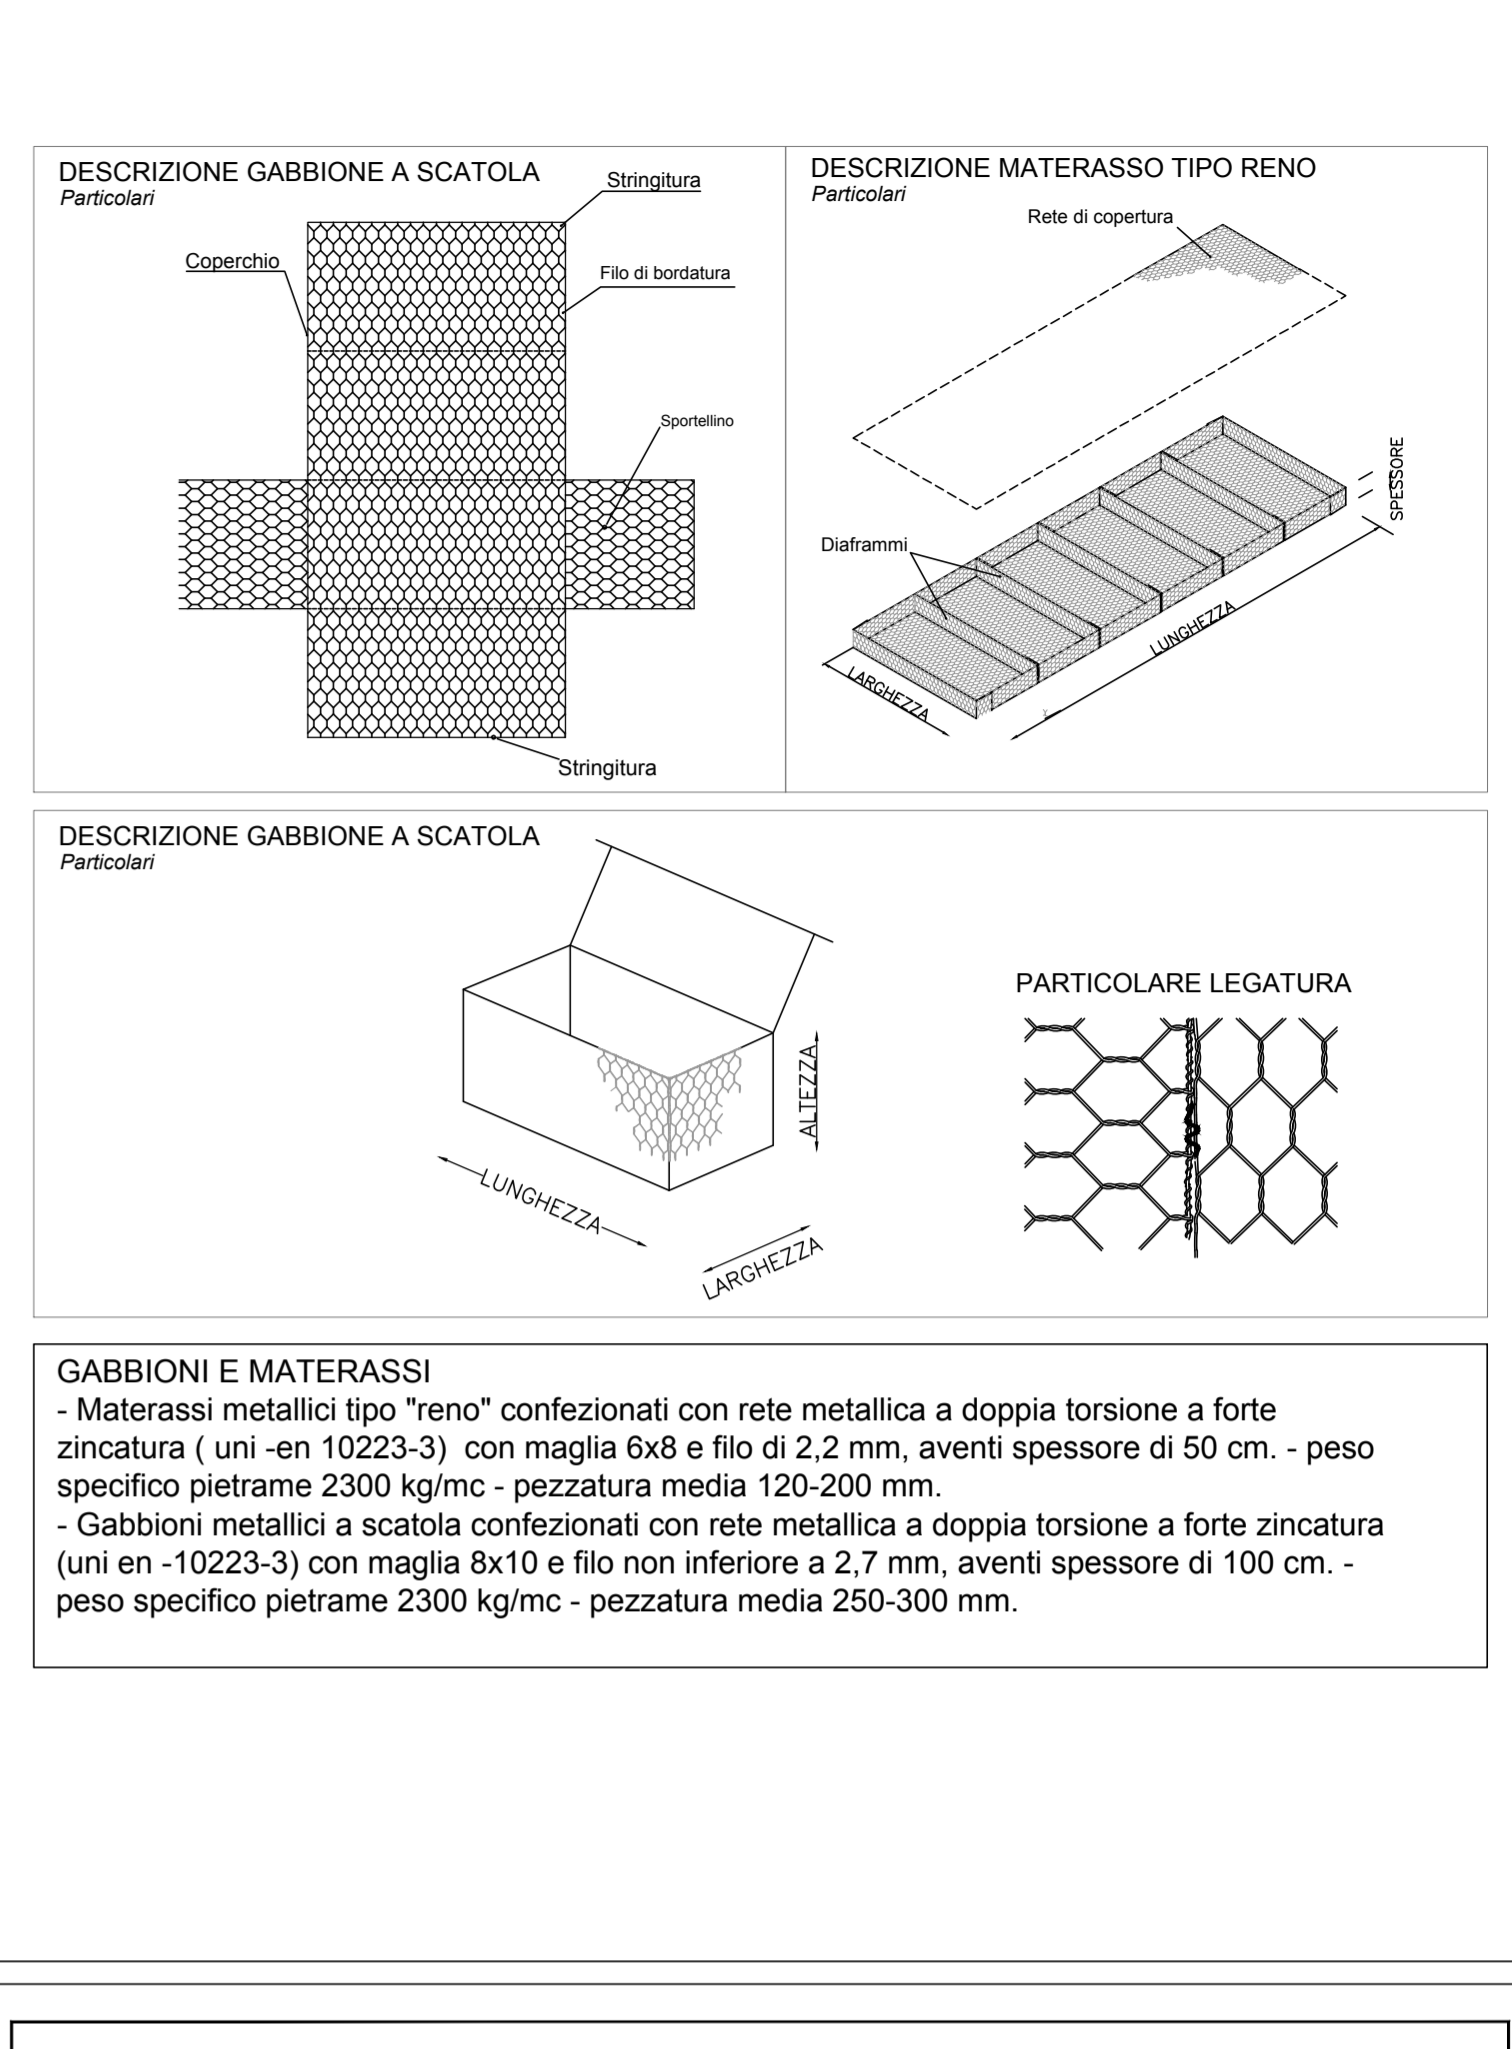 DESCRIZIONE GABBIONE A SCATOLA
Particolari
Stringitura
Coperchio
Filo di bordatura
Sportellino
Stringitura
DESCRIZIONE MATERASSO TIPO RENO
Particolari
Rete di copertura
SPESSORE
Diaframmi
LUNGHEZZA
LARGHEZZA
Y
DESCRIZIONE GABBIONE A SCATOLA
Particolari
ALTEZZA
LUNGHEZZA
LARGHEZZA
PARTICOLARE LEGATURA
GABBIONI E MATERASSI
- Materassi metallici tipo "reno" confezionati con rete metallica a doppia torsione a forte
zincatura ( uni -en 10223-3)  con maglia 6x8 e filo di 2,2 mm, aventi spessore di 50 cm. - peso
specifico pietrame 2300 kg/mc - pezzatura media 120-200 mm.
- Gabbioni metallici a scatola confezionati con rete metallica a doppia torsione a forte zincatura
(uni en -10223-3) con maglia 8x10 e filo non inferiore a 2,7 mm, aventi spessore di 100 cm. -
peso specifico pietrame 2300 kg/mc - pezzatura media 250-300 mm.